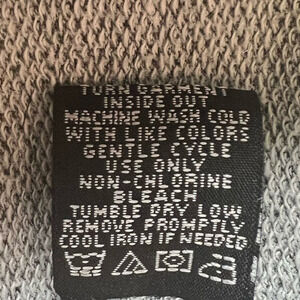 TURN GARMENT
INSIDE OUT
MACHINE WASH COLD
WITH LIKE COLORS
GENTLE CYCLE
USE ONLY
NON-CHLORINE
BLEACH
TUMBLE DRY LOW
REMOVE PROMPTLY
COOL IRON IF NEEDED